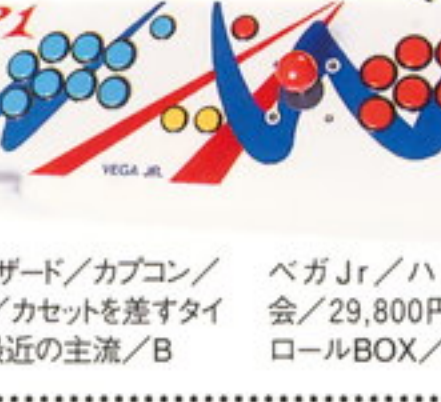 P1
VEGA JR.
ザード／カプコン／
／カセットを差すタイ
最近の主流／B
ベガJr／ハ
会／29,800円
ロールBOX／